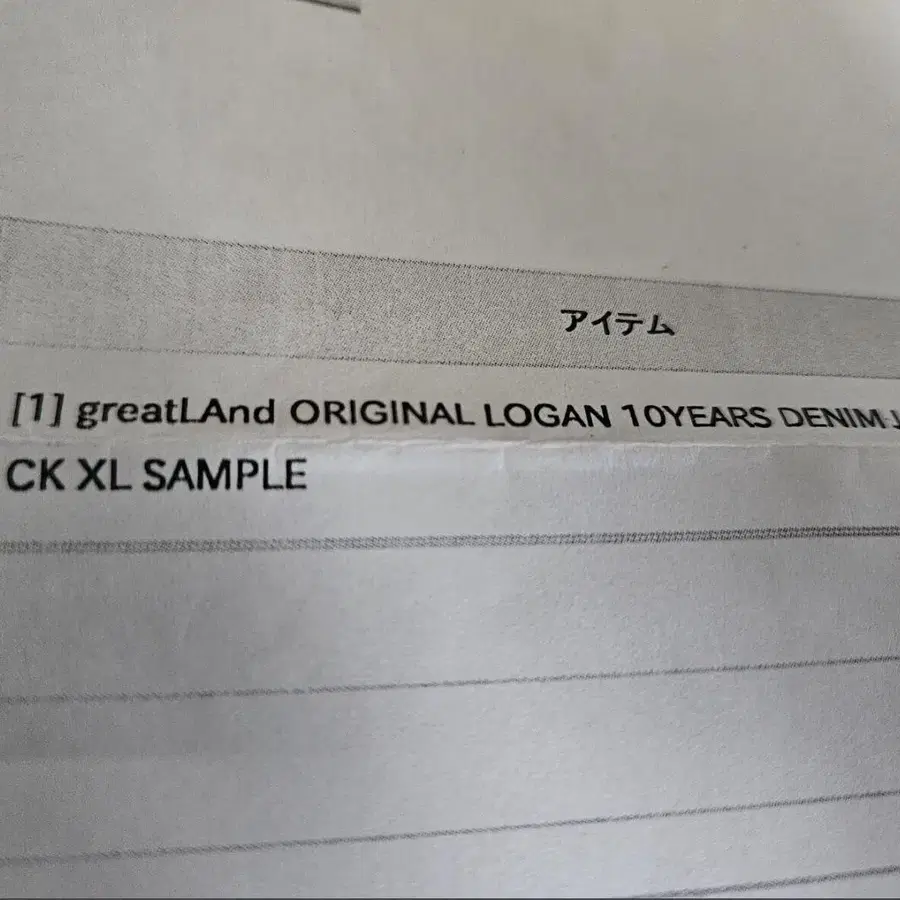 アイテム
[1] greatLAnd ORIGINAL LOGAN 10YEARS DENIM J
CK XL SAMPLE